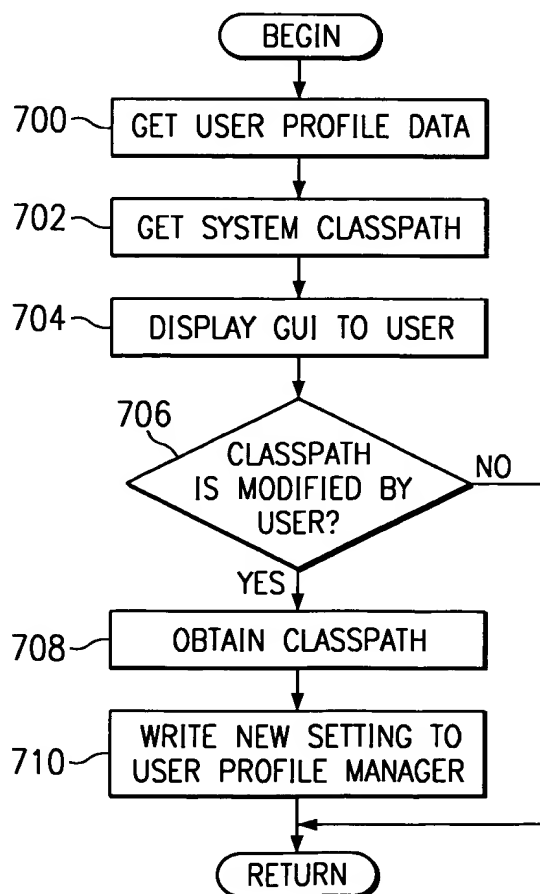 BEGIN
700
GET USER PROFILE DATA
702
GET SYSTEM CLASSPATH
704
DISPLAY GUI TO USER
706
CLASSPATH
IS MODIFIED BY
USER?
NO
YES
708
OBTAIN CLASSPATH
710
WRITE NEW SETTING TO
USER PROFILE MANAGER
RETURN